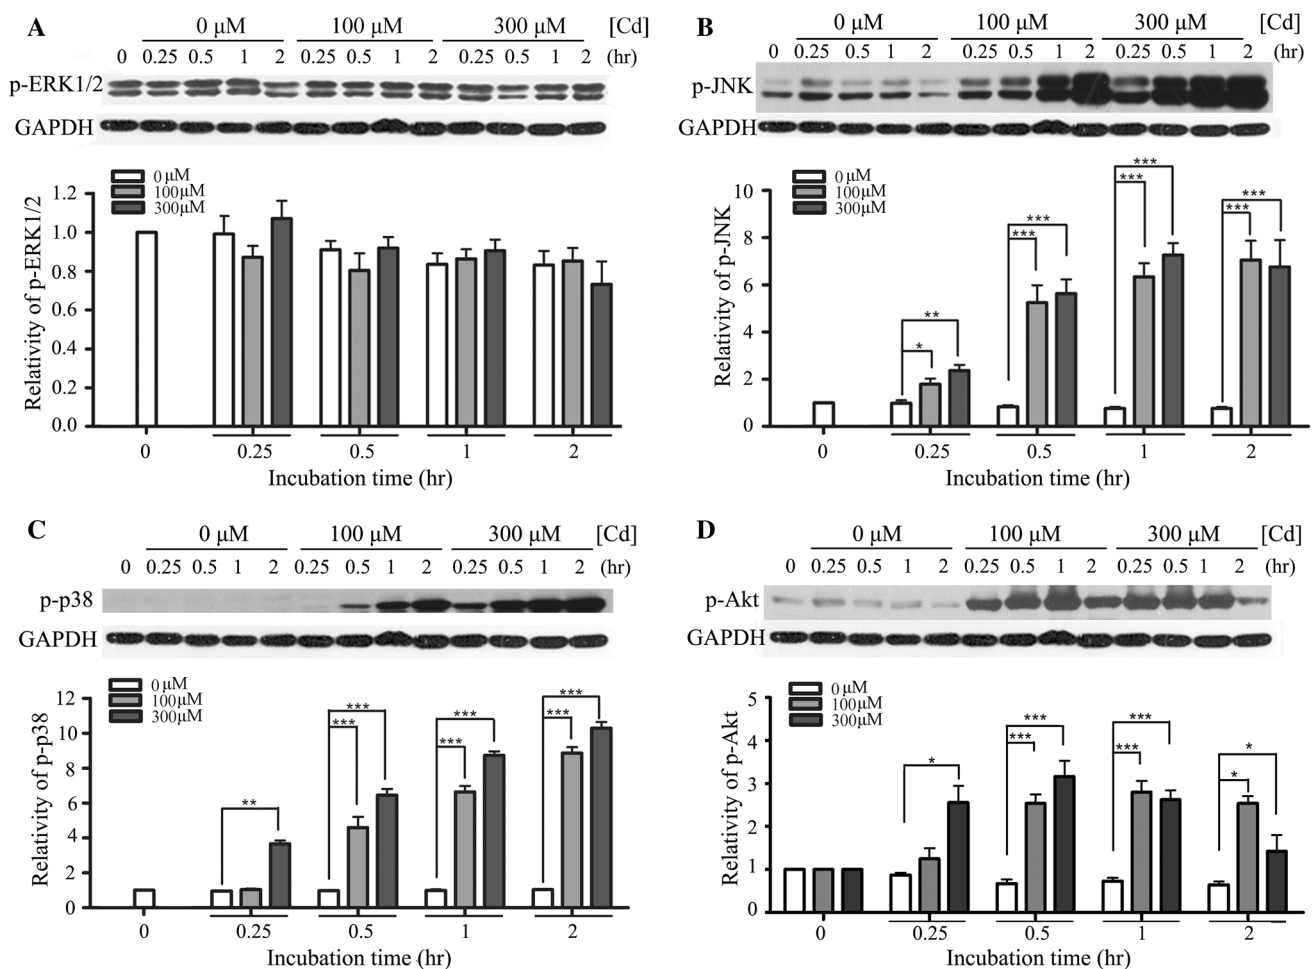 A
0 μM 100 μM 300 μM [Cd]
0 0.25 0.5 1 2 0.25 0.5 1 2 0.25 0.5 1 2 (hr)
p-ERK1/2
GAPDH
0 μM
100μM
300μM
Relativity of p-ERK1/2
1.2
1.0
0.8
0.6
0.4
0.2
0.0
0 0.25 0.5 1 2
Incubation time (hr)
B
0 μM 100 μM 300 μM [Cd]
0 0.25 0.5 1 2 0.25 0.5 1 2 0.25 0.5 1 2 (hr)
p-JNK
GAPDH
0 μM
100μM
300μM
Relativity of p-JNK
10
8
6
4
2
0
* ** *** *** *** *** *** ***
0 0.25 0.5 1 2
Incubation time (hr)
C
0 μM 100 μM 300 μM [Cd]
0 0.25 0.5 1 2 0.25 0.5 1 2 0.25 0.5 1 2 (hr)
p-p38
GAPDH
0 μM
100μM
300μM
Relativity of p-p38
12
10
8
6
4
2
0
** *** *** *** *** *** ***
0 0.25 0.5 1 2
Incubation time (hr)
D
0 μM 100 μM 300 μM [Cd]
0 0.25 0.5 1 2 0.25 0.5 1 2 0.25 0.5 1 2 (hr)
p-Akt
GAPDH
0 μM
100μM
300μM
Relativity of p-Akt
5
4
3
2
1
0
* *** *** *** *** * *
0 0.25 0.5 1 2
Incubation time (hr)